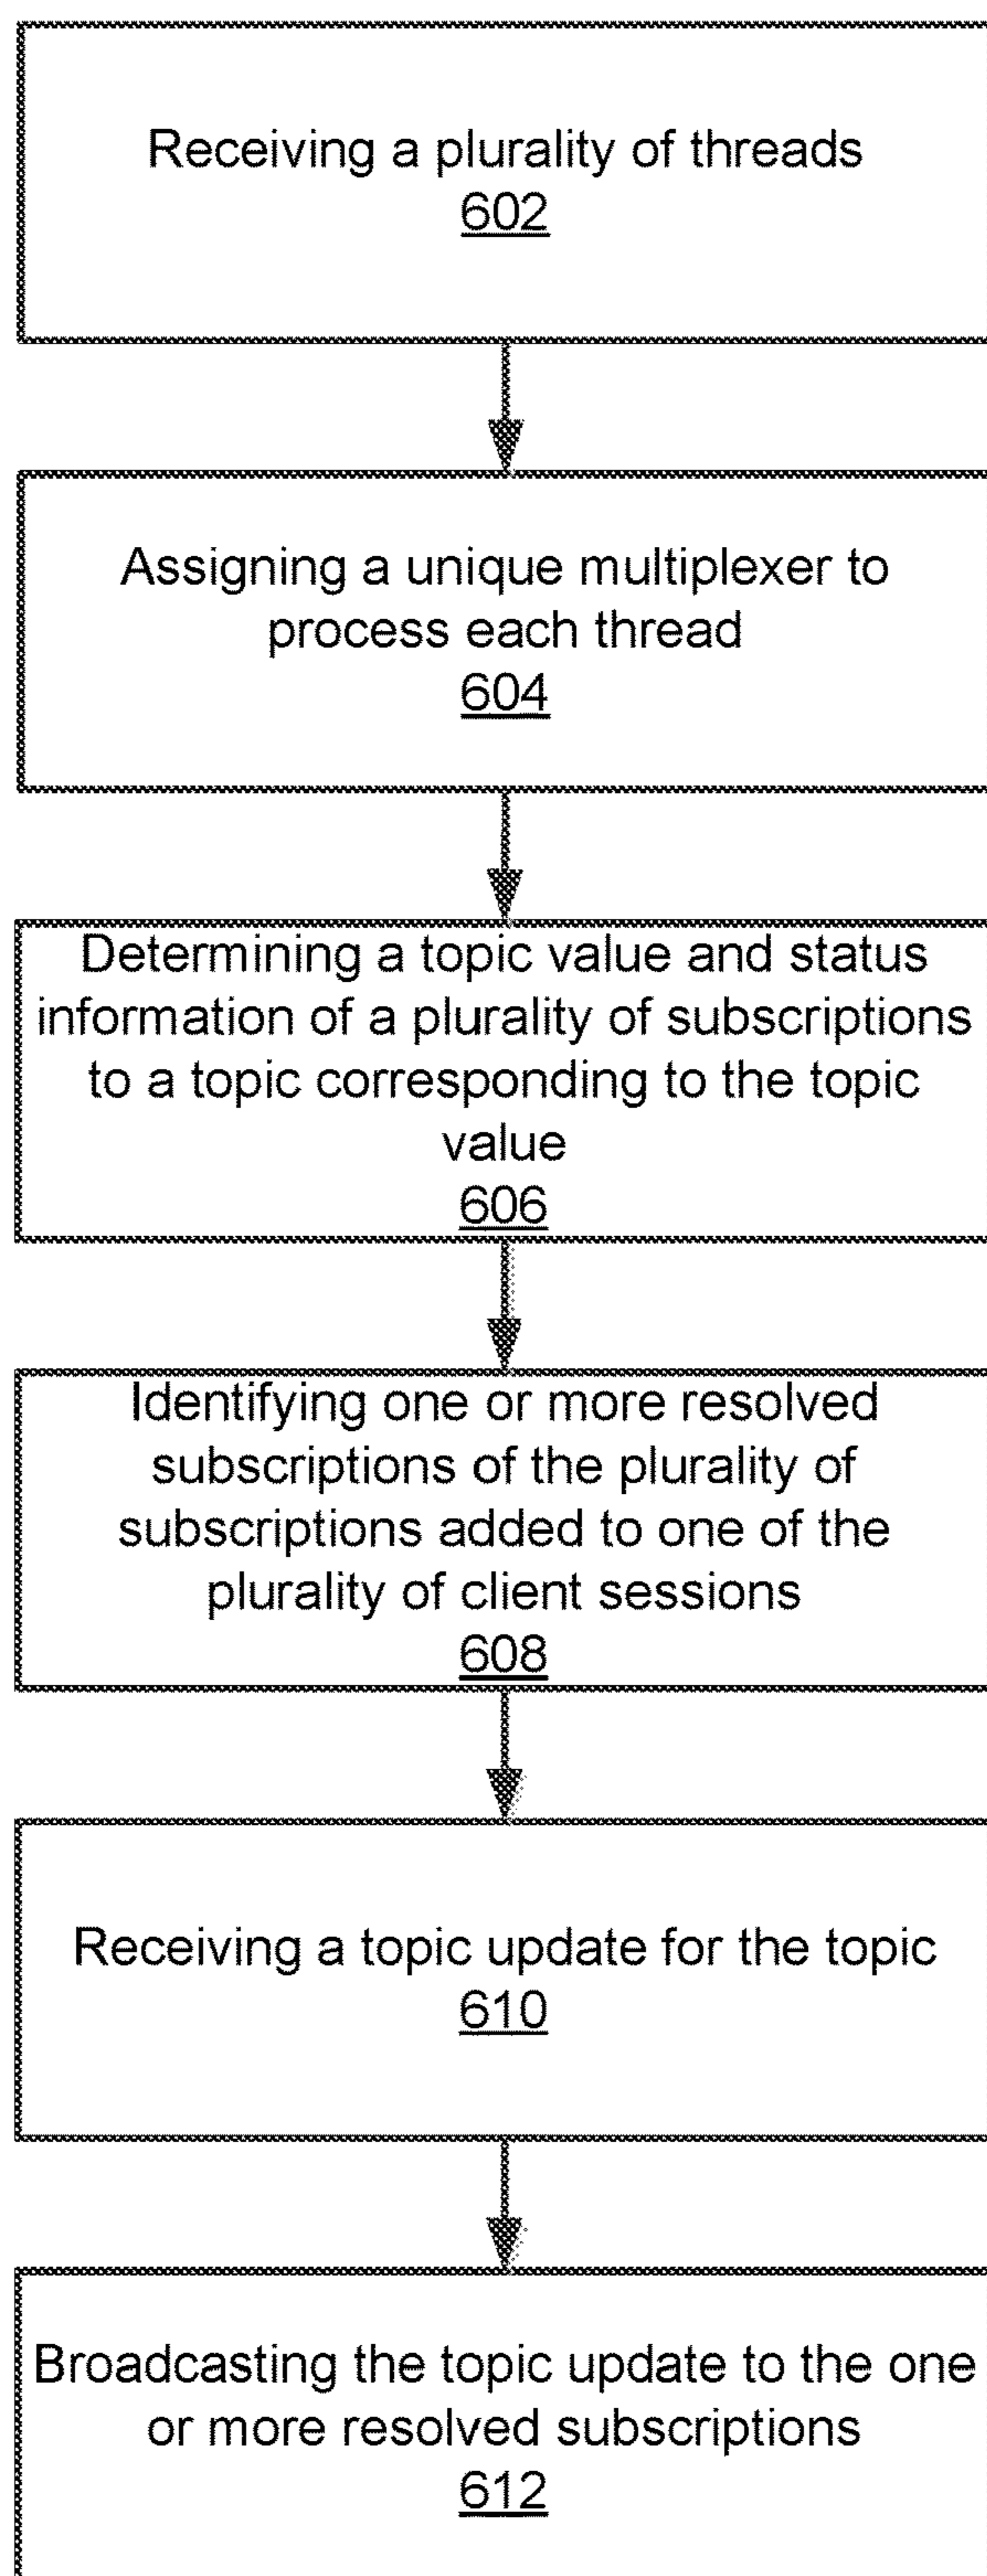 Receiving a plurality of threads
602
Assigning a unique multiplexer to
process each thread
604
Determining a topic value and status
information of a plurality of subscriptions
to a topic corresponding to the topic
value
606
Identifying one or more resolved
subscriptions of the plurality of
subscriptions added to one of the
plurality of client sessions
608
Receiving a topic update for the topic
610
Broadcasting the topic update to the one
or more resolved subscriptions
612